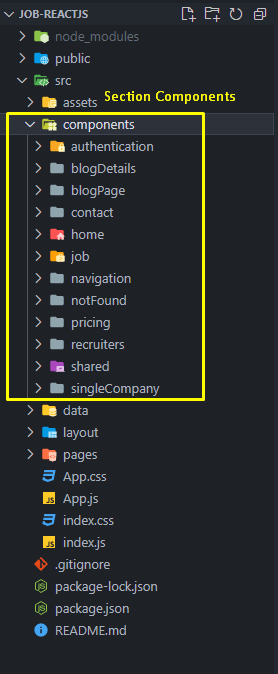 JOB-REACTJS
node_modules
public
src
assets
Section Components
components
authentication
blogDetails
blogPage
contact
home
job
navigation
notFound
pricing
recruiters
shared
singleCompany
data
layout
pages
App.css
JS App.js
index.css
JS index.js
.gitignore
package-lock.json
package.json
README.md